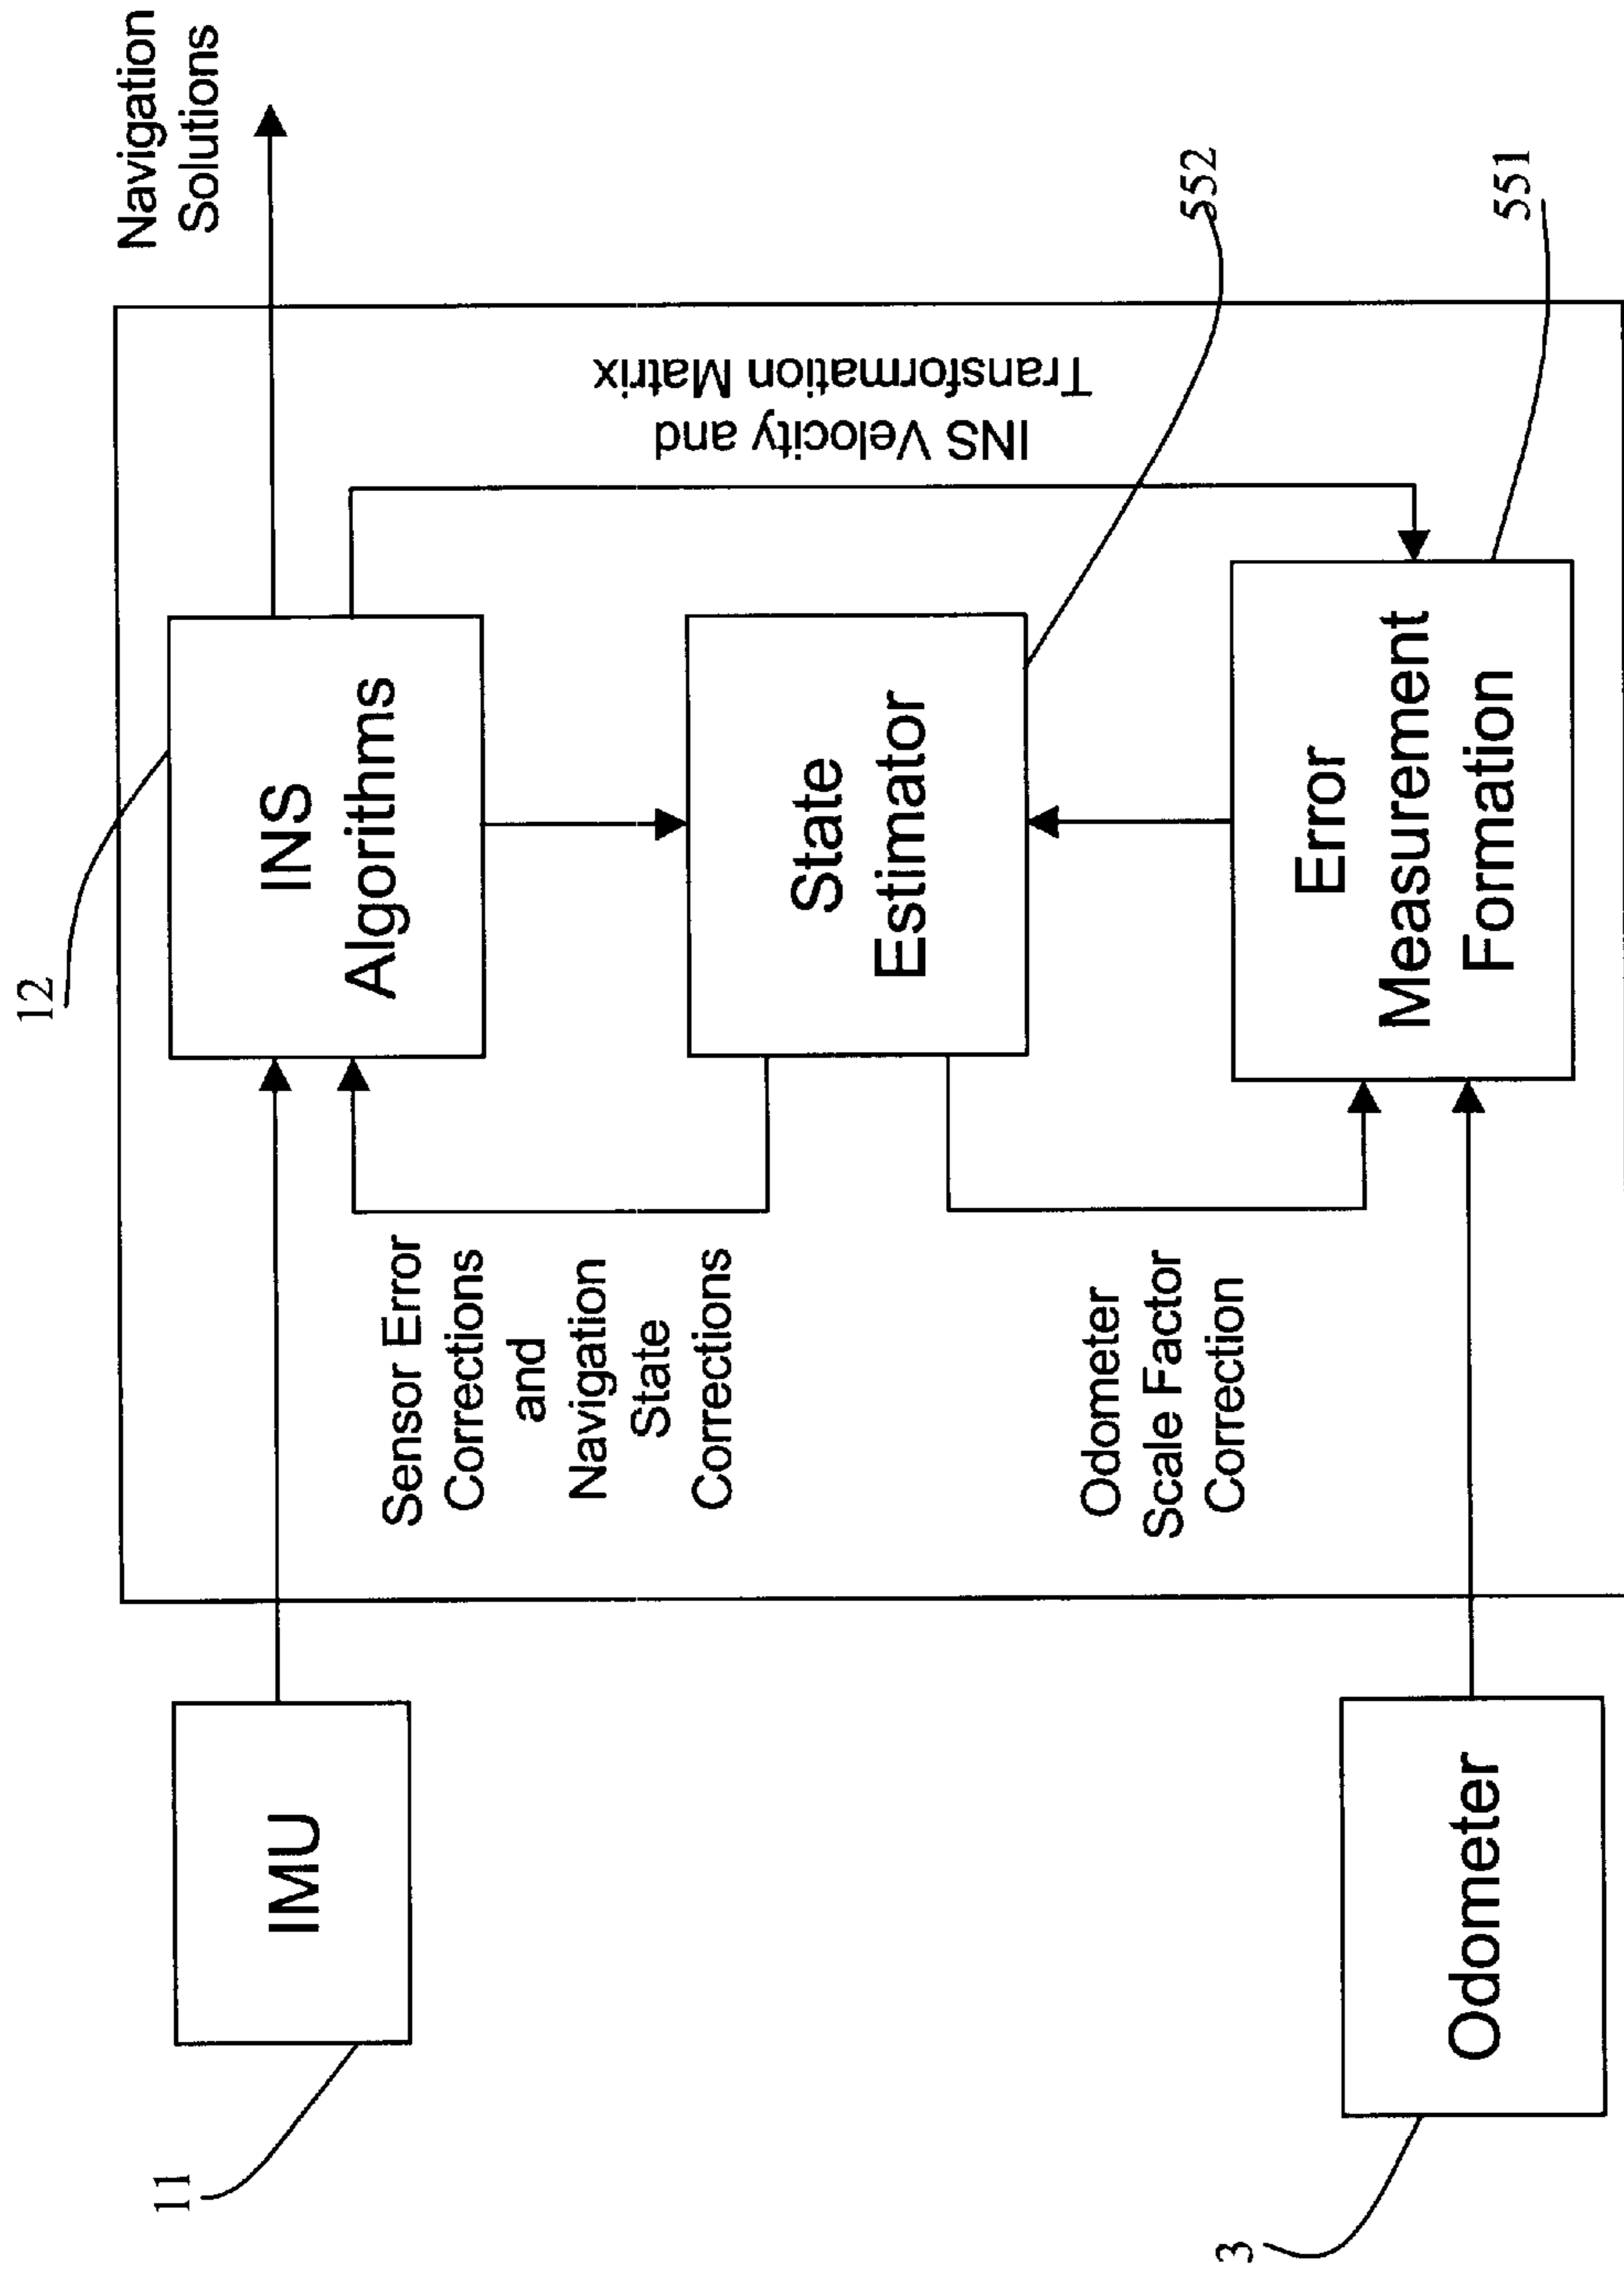 Navigation
Solutions
12
INS
Algorithms
INS Velocity and
Transformation Matrix
11
IMU
Sensor Error
Corrections
and
Navigation
State
Corrections
State
Estimator
552
Odometer
Scale Factor
Correction
3
Odometer
Error
Measurement
Formation
551